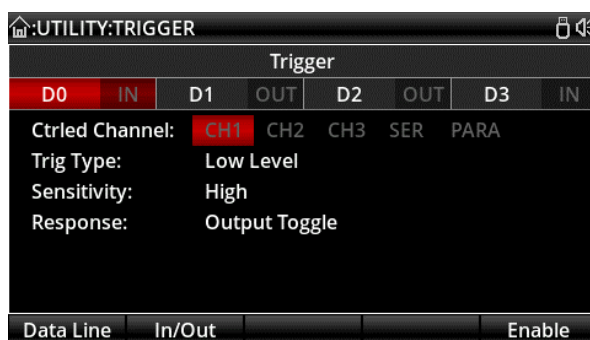 :UTILITY:TRIGGER
Trigger
D0 IN D1 OUT D2 OUT D3 IN
Ctrled Channel: CH1 CH2 CH3 SER PARA
Trig Type: Low Level
Sensitivity: High
Response: Output Toggle
Data Line In/Out Enable